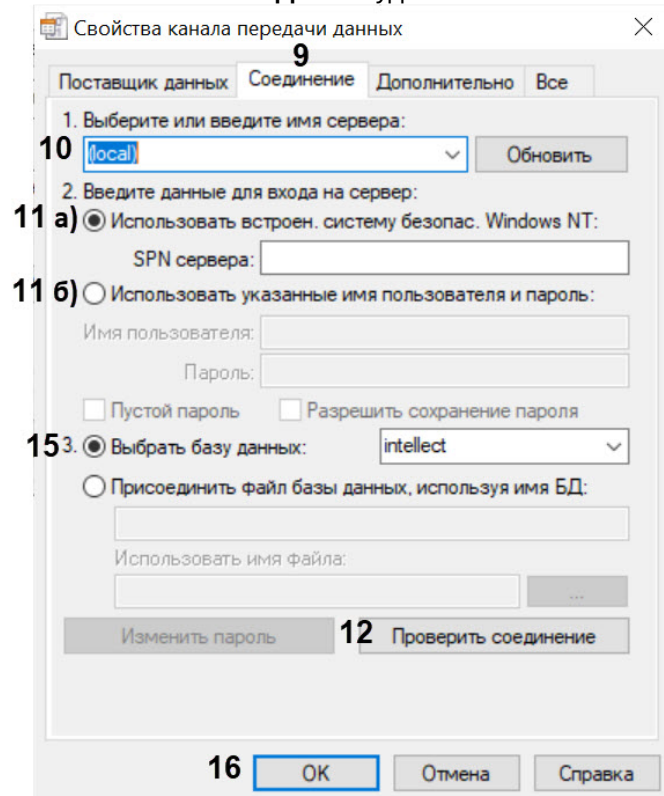 Свойства канала передачи данных
9
Поставщик данных Соединение Дополнительно Все
1. Выберите или введите имя сервера:
10 (local) Обновить
2. Введите данные для входа на сервер:
11 а) Использовать встроен. систему безопас. Windows NT:
SPN сервера:
11 б) Использовать указанные имя пользователя и пароль:
Имя пользователя:
Пароль:
Пустой пароль Разрешить сохранение пароля
15 3. Выбрать базу данных: intellect
Присоединить файл базы данных, используя имя БД:
Использовать имя файла:
...
Изменить пароль 12 Проверить соединение
16 ОК Отмена Справка